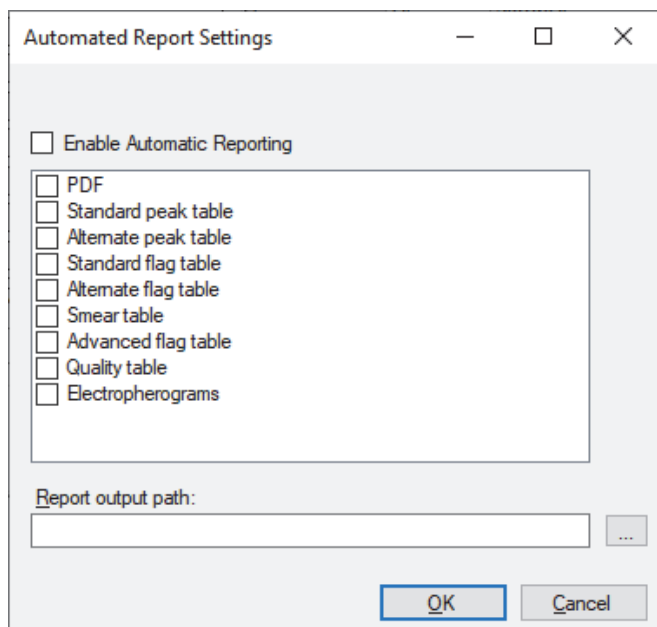 Automated Report Settings
Enable Automatic Reporting
PDF
Standard peak table
Alternate peak table
Standard flag table
Alternate flag table
Smear table
Advanced flag table
Quality table
Electropherograms
Report output path:
...
OK
Cancel